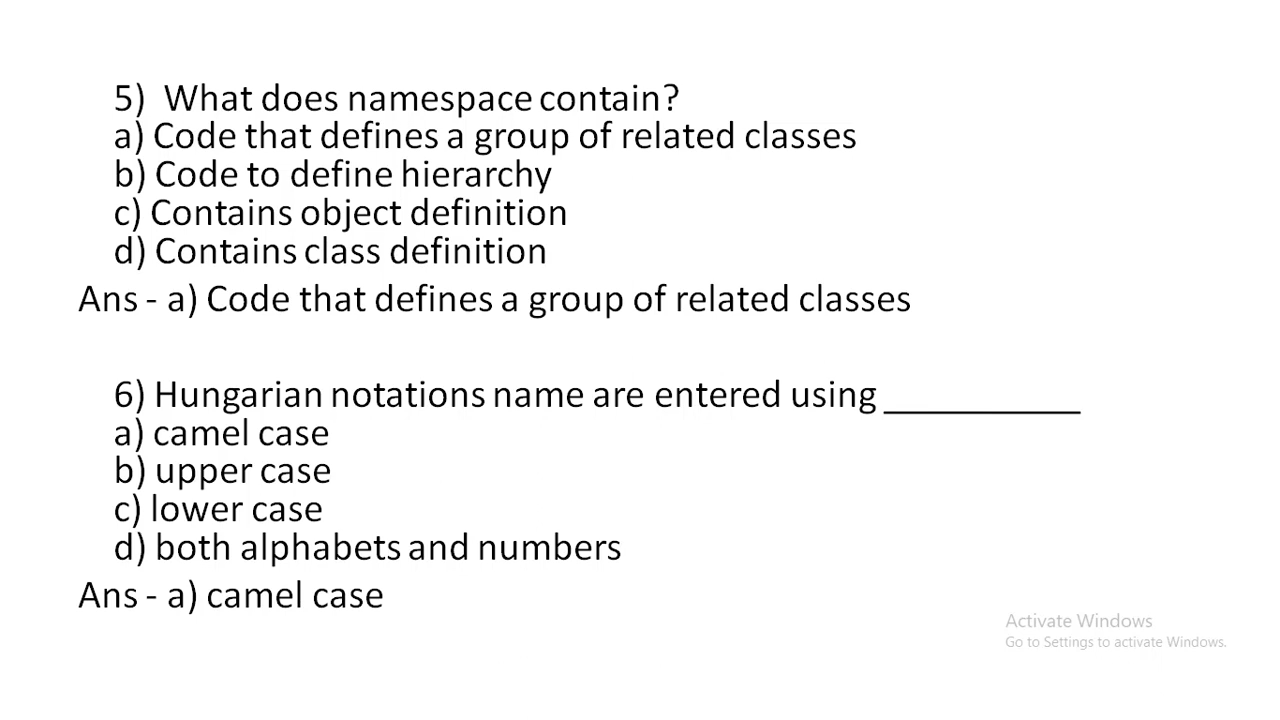 5) What does namespace contain?
a) Code that defines a group of related classes
b) Code to define hierarchy
c) Contains object definition
d) Contains class definition
Ans - a) Code that defines a group of related classes
6) Hungarian notations name are entered using __________
a) camel case
b) upper case
c) lower case
d) both alphabets and numbers
Ans - a) camel case
Activate Windows
Go to Settings to activate Windows.